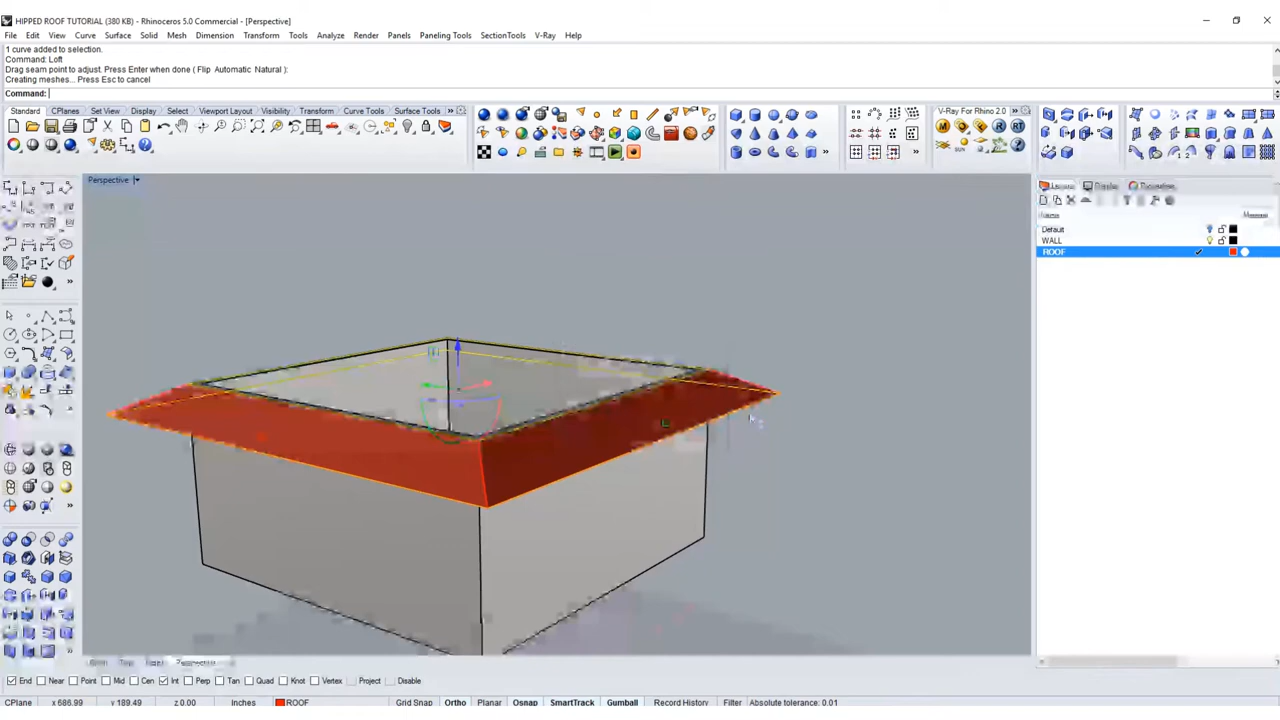 HIPPED ROOF TUTORIAL (380 KB) - Rhinoceros 5.0 Commercial - [Perspective]
File Edit View Curve Surface Solid Mesh Dimension Transform Tools Analyze Render Panels Paneling Tools SectionTools V-Ray Help
1 curve added to selection.
Command: Loft
Drag seam point to adjust. Press Enter when done ( Flip Automatic Natural ):
Creating meshes... Press Esc to cancel
Command:
Standard CPlanes Set View Display Select Viewport Layout Visibility Transform Curve Tools Surface Tools »
V-Ray For Rhino 2.0 »
Perspective
Display Properties
Default
WALL
ROOF
Top Perspective
End Near Point Mid Cen Int Perp Tan Quad Knot Vertex Project Disable
CPlane x 686.99 y 189.49 z 0.00 Inches ROOF Grid Snap Ortho Planar Osnap SmartTrack Gumball Record History Filter Absolute tolerance: 0.01